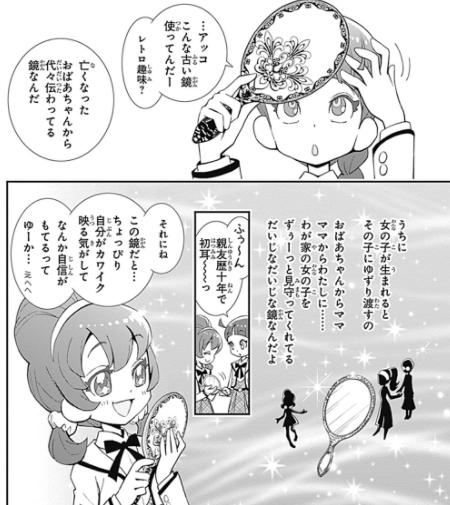 …アッコ
こんな古い鏡
使ってんだー
レトロ趣味？
亡くなった
おばあちゃんから
代々伝わってる
鏡なんだ
うちに
女の子が生まれると
その子にゆずり渡すの
おばあちゃんからママ
ママからわたしに……
わが家の女の子を
ずぅーっと見守ってくれてる
だいじなだいじな鏡なんだよ
ふぅ～ん
親友歴十年で
初耳～～っ
それにね
この鏡だと…
ちょっぴり
自分がカワイク
映る気がして
なんか自信が
もてるって
ゆーか…
エヘヘ